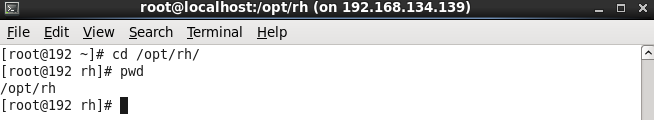 root@localhost:/opt/rh (on 192.168.134.139)
File Edit View Search Terminal Help
[root@192 ~]# cd /opt/rh/
[root@192 rh]# pwd
/opt/rh
[root@192 rh]#